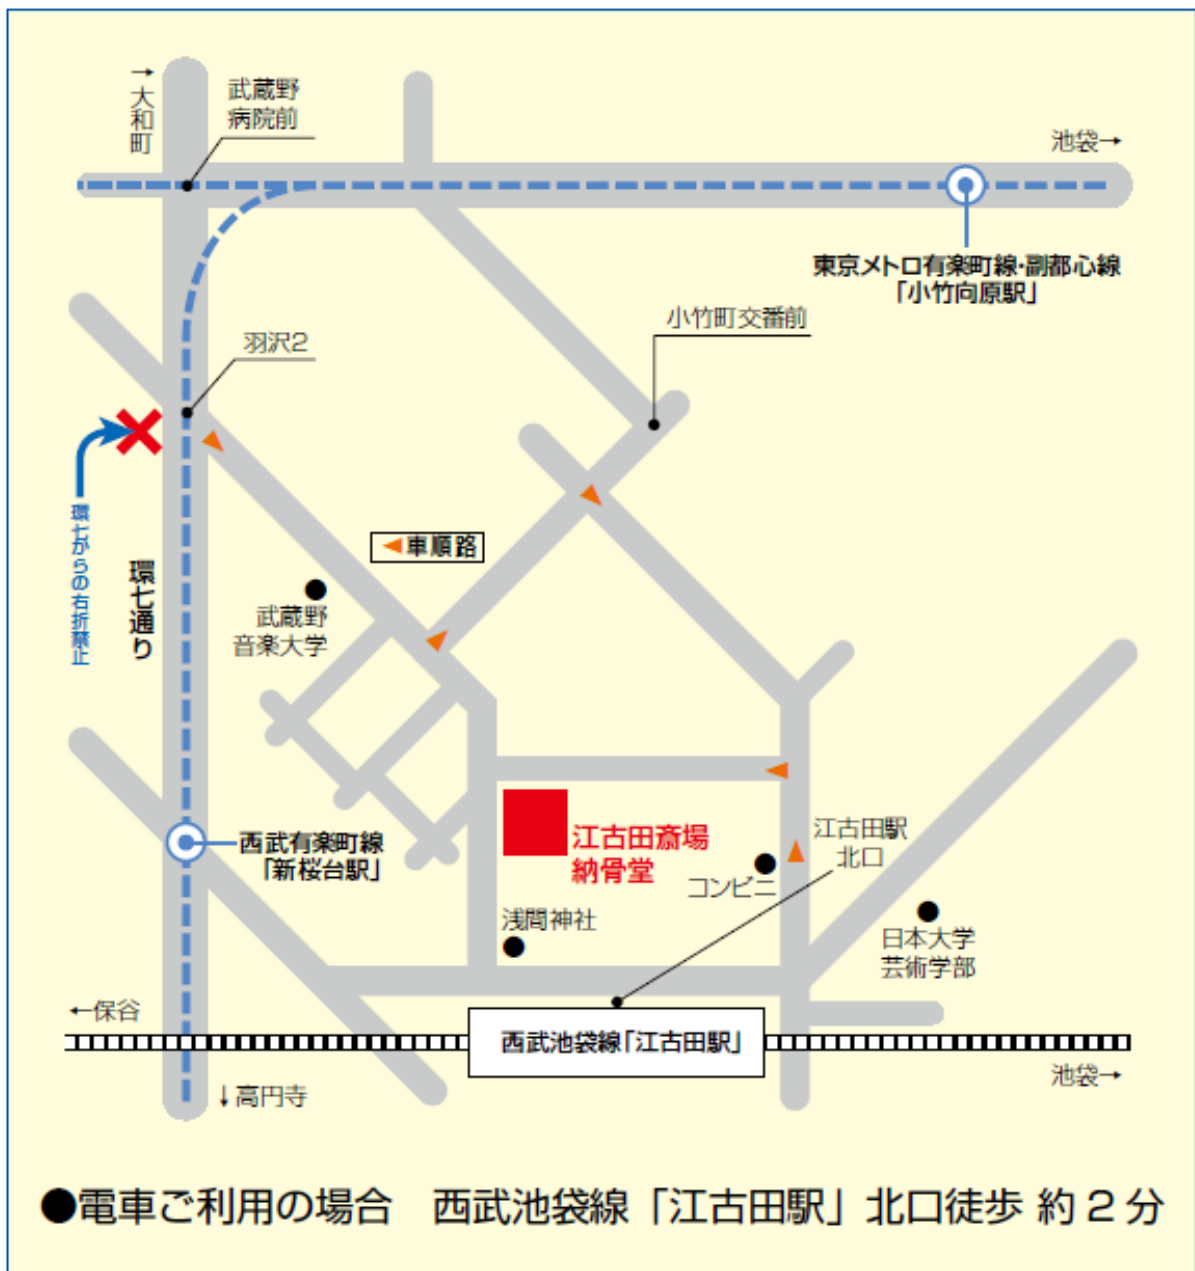 →大和町
武蔵野
病院前
池袋→
東京メトロ有楽町線・副都心線
「小竹向原駅」
小竹町交番前
羽沢2
環七からの右折禁止
環七通り
車順路
武蔵野
音楽大学
西武有楽町線
「新桜台駅」
江古田斎場
納骨堂
江古田駅
北口
コンビニ
浅間神社
日本大学
芸術学部
←保谷
西武池袋線「江古田駅」
池袋→
↓高円寺
●電車ご利用の場合　西武池袋線「江古田駅」北口徒歩 約2分